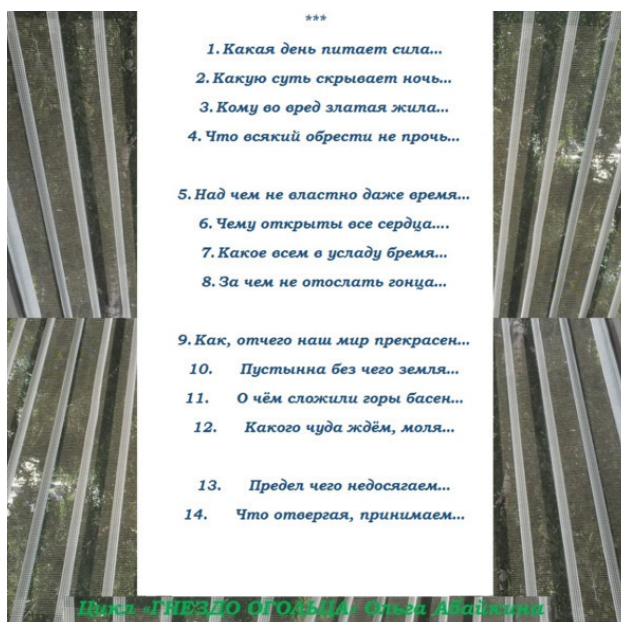 ***
1. Какая день питает сила...
2. Какую суть скрывает ночь...
3. Кому во вред златая жила...
4. Что всякий обрести не прочь...
5. Над чем не властно даже время...
6. Чему открыты все сердца....
7. Какое всем в усладу бремя...
8. За чем не отослать гонца...
9. Как, отчего наш мир прекрасен...
10. Пустынна без чего земля...
11. О чём сложили горы басен...
12. Какого чуда ждём, моля...
13. Предел чего недосягаем...
14. Что отвергая, принимаем...
Цикл «ГНЕЗДО ОГОЛЬЦА» Ольга Абайкина